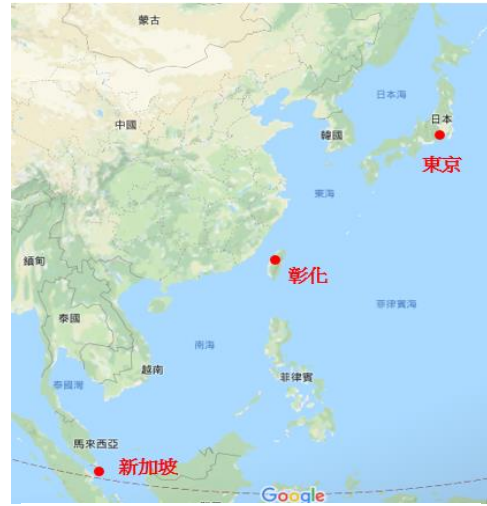 蒙古
日本海
中國
日本
韓國
東京
東海
緬甸
彰化
菲律賓海
泰國
南海
越南
菲律賓
泰國灣
馬來西亞
新加坡
Google